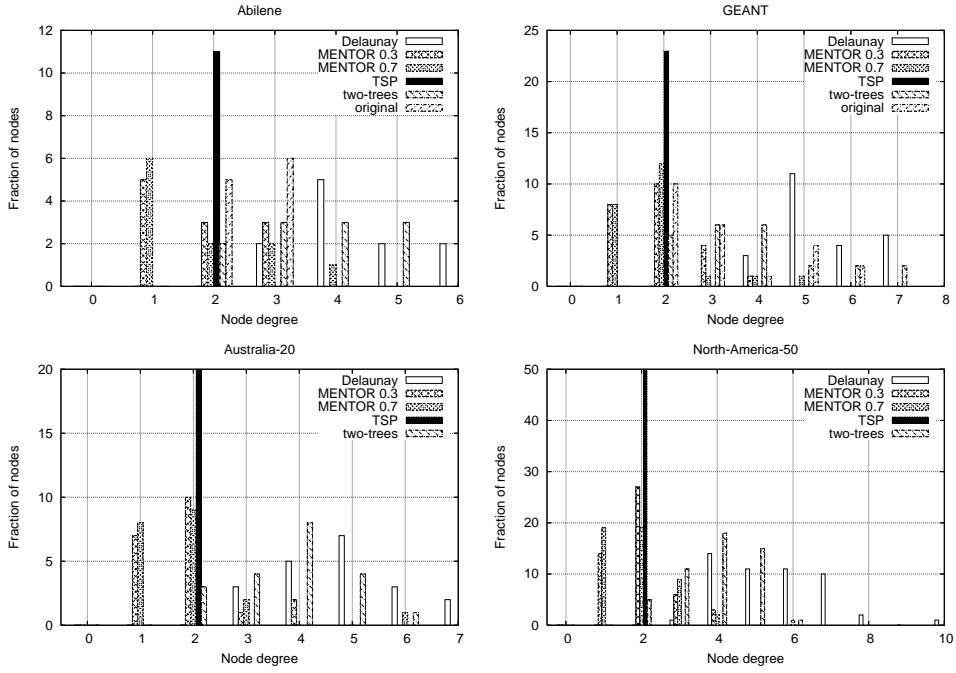 Abilene
12
10
8
6
4
2
0
Fraction of nodes
Delaunay
MENTOR 0.3
MENTOR 0.7
TSP
two-trees
original
0 1 2 3 4 5 6
Node degree
GEANT
25
20
15
10
5
0
Fraction of nodes
Delaunay
MENTOR 0.3
MENTOR 0.7
TSP
two-trees
original
0 1 2 3 4 5 6 7 8
Node degree
Australia-20
20
15
10
5
0
Fraction of nodes
Delaunay
MENTOR 0.3
MENTOR 0.7
TSP
two-trees
0 1 2 3 4 5 6 7
Node degree
North-America-50
50
40
30
20
10
0
Fraction of nodes
Delaunay
MENTOR 0.3
MENTOR 0.7
TSP
two-trees
0 2 4 6 8 10
Node degree